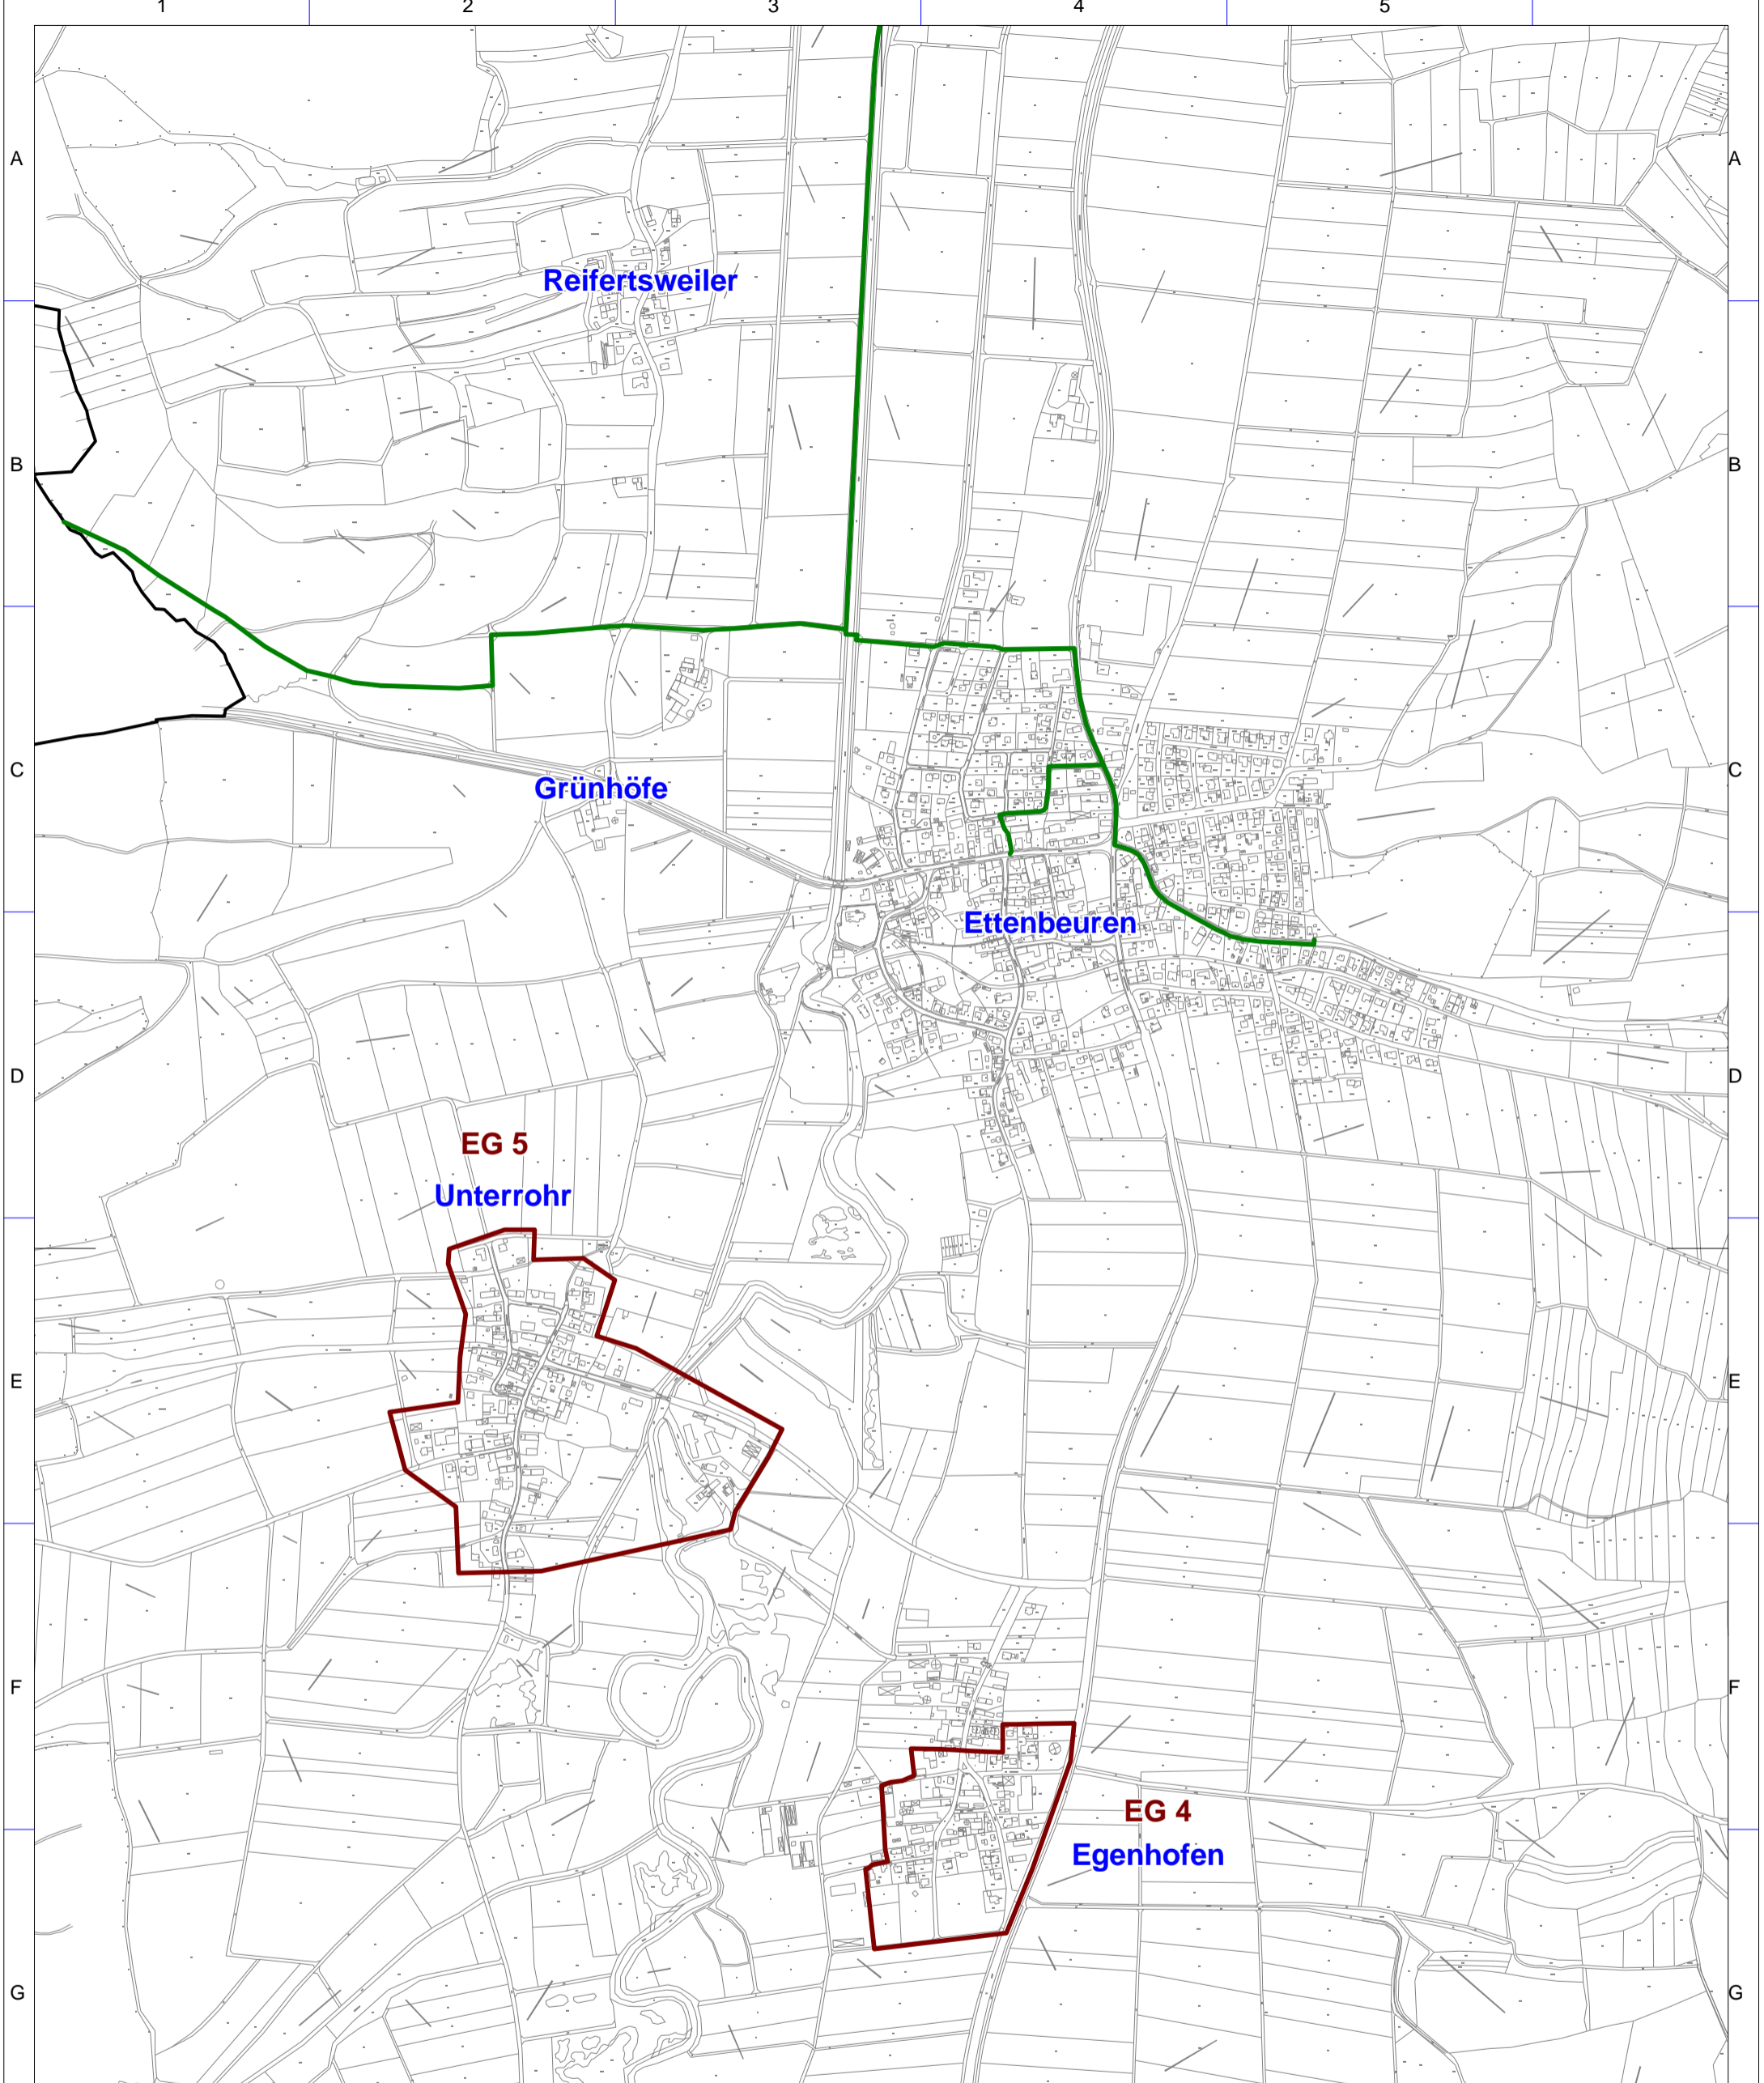 1 2 3 4 5
A A
Reifertsweiler
B B
C C
Grünhöfe
Ettenbeuren
D D
EG 5
Unterrohr
E E
F F
EG 4
Egenhofen
G G